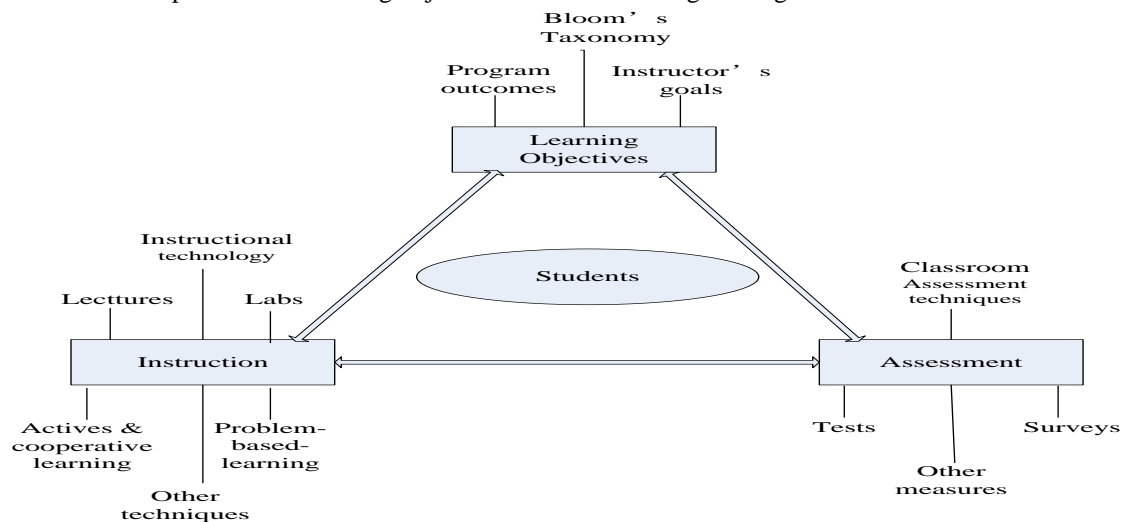 Bloom’s
Taxonomy
Program
outcomes
Instructor’s
goals
Learning
Objectives
Instructional
technology
Lecttures
Labs
Students
Classroom
Assessment
techniques
Instruction
Assessment
Actives &
cooperative
learning
Problem-
based-
learning
Other
techniques
Tests
Surveys
Other
measures